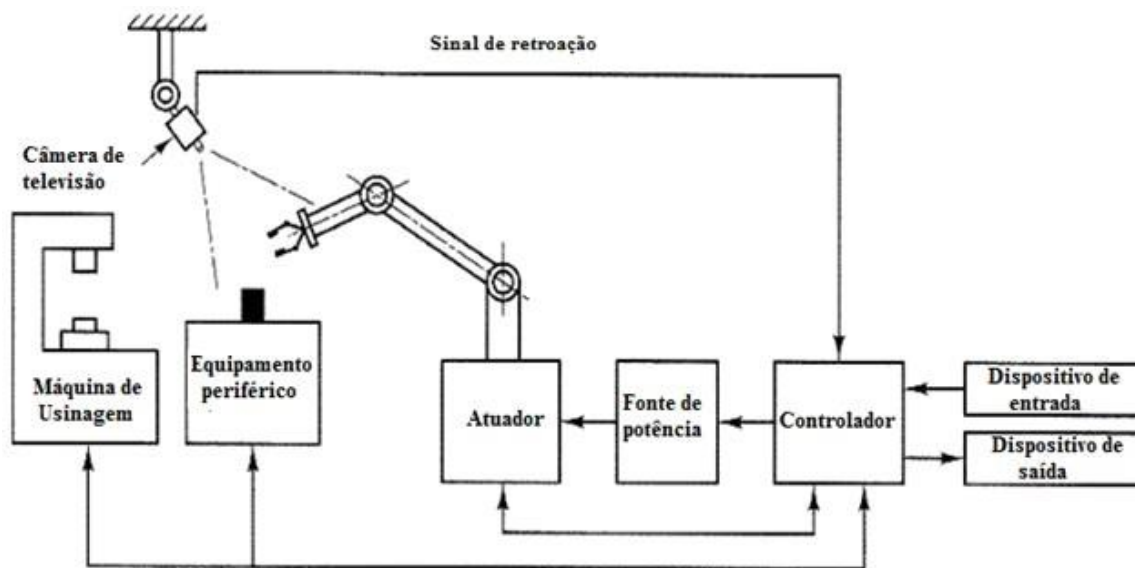 Sinal de retroação
Câmera de
televisão
Máquina de
Usinagem
Equipamento
periférico
Atuador
Fonte de
potência
Controlador
Dispositivo de
entrada
Dispositivo de
saída